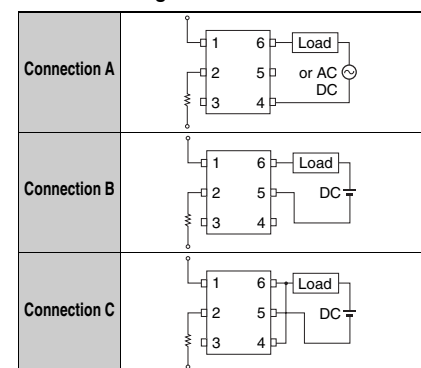 Connection A
1 6 Load
2 5 or AC
DC
3 4
Connection B
1 6 Load
2 5 DC
3 4
Connection C
1 6 Load
2 5 DC
3 4